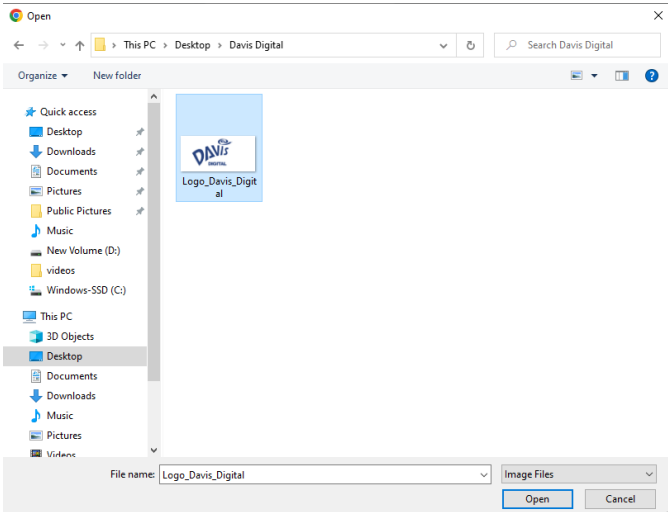 Open
This PC > Desktop > Davis Digital
Search Davis Digital
Organize
New folder
Quick access
Desktop
Downloads
Documents
Pictures
Public Pictures
Music
New Volume (D:)
videos
Windows-SSD (C:)
This PC
3D Objects
Desktop
Documents
Downloads
Music
Pictures
Videos
DAVis
DIGITAL
Logo_Davis_Digit
al
File name: Logo_Davis_Digital
Image Files
Open
Cancel